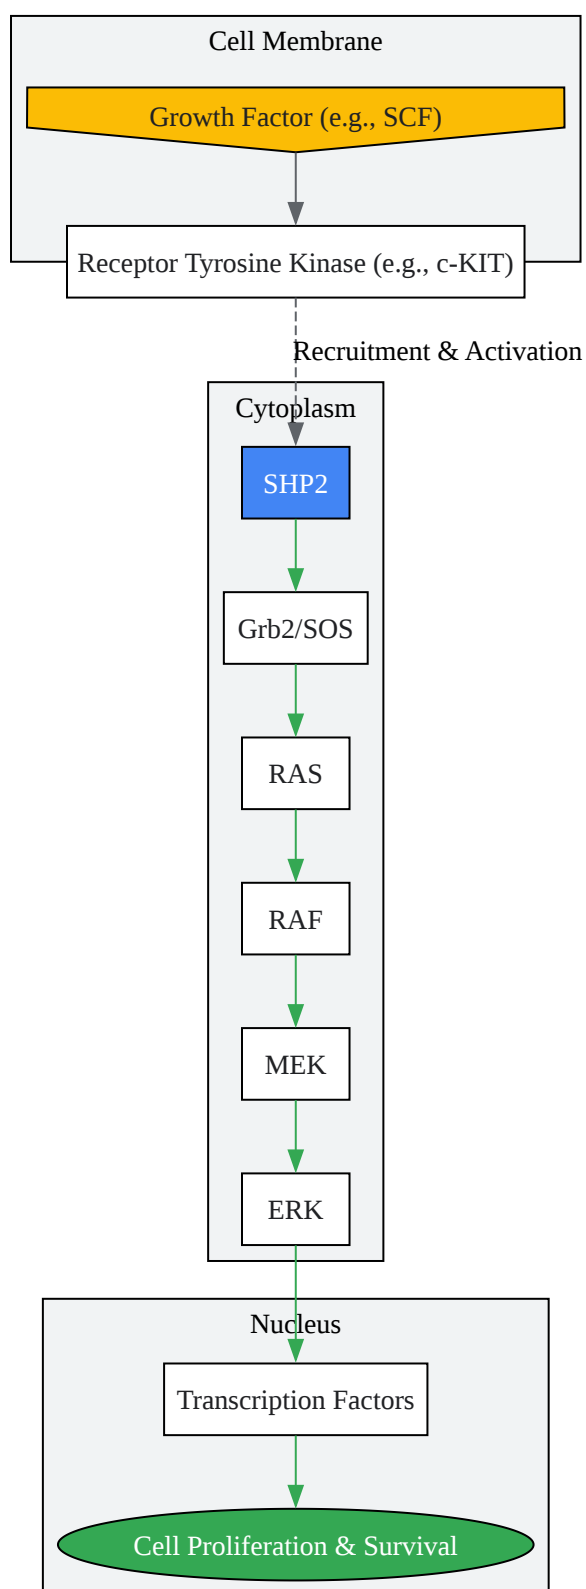 Cell Membrane
Growth Factor (e.g., SCF)
Receptor Tyrosine Kinase (e.g., c-KIT)
Recruitment & Activation
Cytoplasm
SHP2
Grb2/SOS
RAS
RAF
MEK
ERK
Nucleus
Transcription Factors
Cell Proliferation & Survival